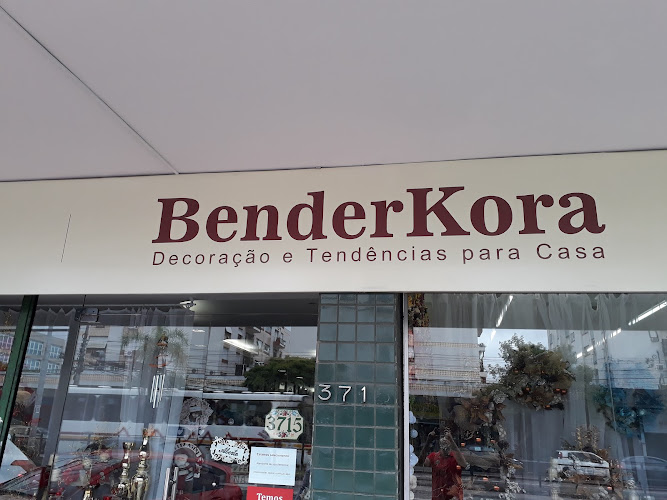 BenderKora
Decoração e Tendências para Casa
371
3715
Temos